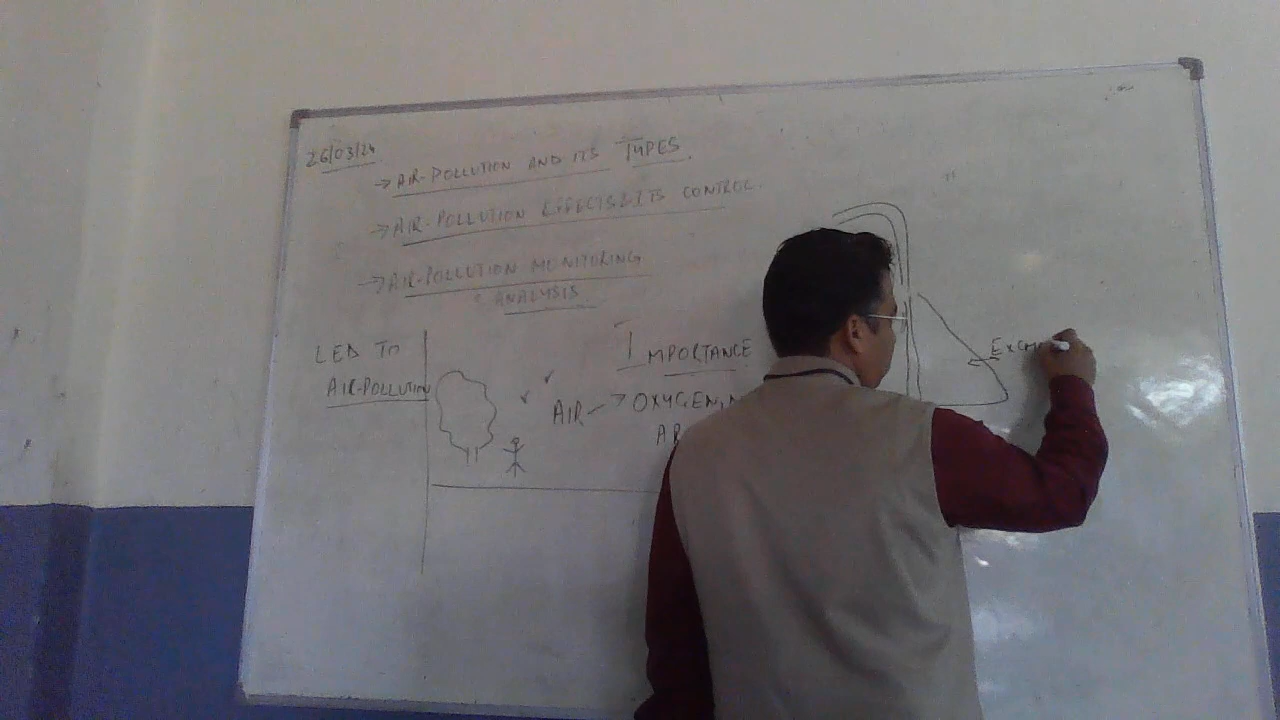 26/03/24
→ AIR-POLLUTION AND ITS TYPES.
→ AIR-POLLUTION EFFECTS & ITS CONTROL.
→ AIR-POLLUTION MONITORING
& ANALYSIS.
LED TO
AIR-POLLUTION
IMPORTANCE
AIR → OXYGEN, N
AR